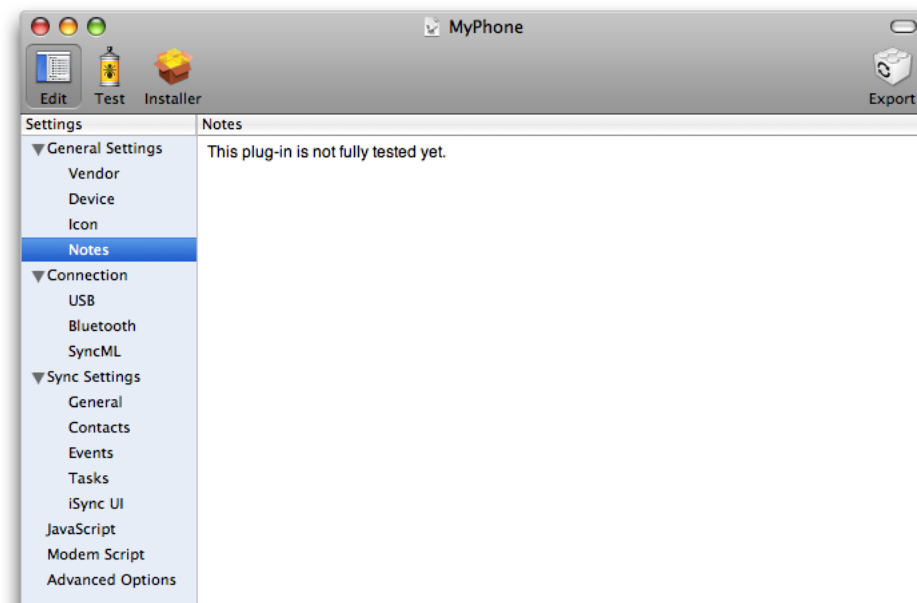 MyPhone
Edit Test Installer Export
Settings Notes
General Settings
This plug-in is not fully tested yet.
Vendor
Device
Icon
Notes
Connection
USB
Bluetooth
SyncML
Sync Settings
General
Contacts
Events
Tasks
iSync UI
JavaScript
Modem Script
Advanced Options